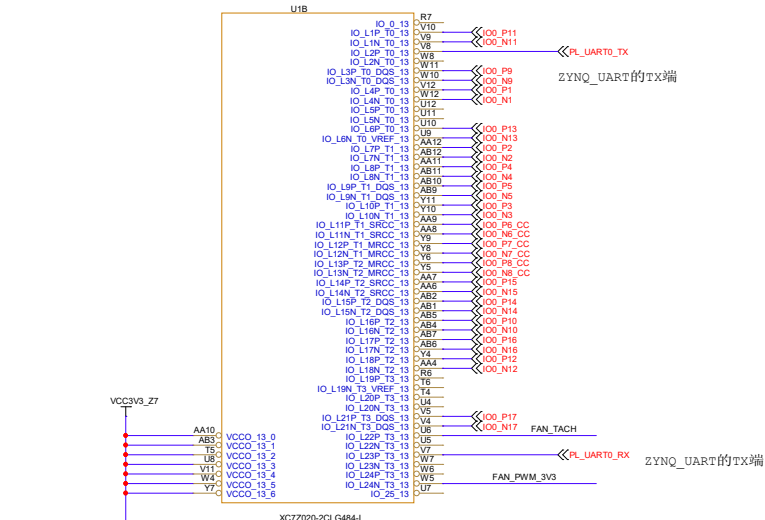 U1B
IO_0_13 R7
IO_L1P_T0_13 V10 IO0_P11
IO_L1N_T0_13 V9 IO0_N11
IO_L2P_T0_13 V8 PL_UART0_TX
IO_L2N_T0_13 W8
IO_L3P_T0_DQS_13 W11 IO0_P9
ZYNQ_UART的TX端
IO_L3N_T0_DQS_13 W10 IO0_N9
IO_L4P_T0_13 V12 IO0_P1
IO_L4N_T0_13 W12 IO0_N1
IO_L5P_T0_13 U12
IO_L5N_T0_13 U11
IO_L6P_T0_13 U10 IO0_P13
IO_L6N_T0_VREF_13 U9 IO0_N13
IO_L7P_T1_13 AA12 IO0_P2
IO_L7N_T1_13 AB12 IO0_N2
IO_L8P_T1_13 AA11 IO0_P4
IO_L8N_T1_13 AB11 IO0_N4
IO_L9P_T1_DQS_13 AB10 IO0_P5
IO_L9N_T1_DQS_13 AB9 IO0_N5
IO_L10P_T1_13 Y11 IO0_P3
IO_L10N_T1_13 Y10 IO0_N3
IO_L11P_T1_SRCC_13 AA9 IO0_P6_CC
IO_L11N_T1_SRCC_13 AA8 IO0_N6_CC
IO_L12P_T1_MRCC_13 Y9 IO0_P7_CC
IO_L12N_T1_MRCC_13 Y8 IO0_N7_CC
IO_L13P_T2_MRCC_13 Y6 IO0_P8_CC
IO_L13N_T2_MRCC_13 Y5 IO0_N8_CC
IO_L14P_T2_SRCC_13 AA7 IO0_P15
IO_L14N_T2_SRCC_13 AA6 IO0_N15
IO_L15P_T2_DQS_13 AB2 IO0_P14
IO_L15N_T2_DQS_13 AB1 IO0_N14
IO_L16P_T2_13 AB5 IO0_P10
IO_L16N_T2_13 AB4 IO0_N10
IO_L17P_T2_13 AB7 IO0_P16
IO_L17N_T2_13 AB6 IO0_N16
IO_L18P_T2_13 Y4 IO0_P12
IO_L18N_T2_13 AA4 IO0_N12
IO_L19P_T3_13 R6
IO_L19N_T3_VREF_13 T6
IO_L20P_T3_13 T4
VCC3V3_Z7
IO_L20N_T3_13 U4
IO_L21P_T3_DQS_13 V5 IO0_P17
IO_L21N_T3_DQS_13 V4 IO0_N17
AA10 VCCO_13_0 IO_L22P_T3_13 U6 FAN_TACH
AB3 VCCO_13_1 IO_L22N_T3_13 U5
T5 VCCO_13_2 IO_L23P_T3_13 V7 PL_UART0_RX ZYNQ_UART的TX端
U8 VCCO_13_3 IO_L23N_T3_13 W7
V11 VCCO_13_4 IO_L24P_T3_13 W6
W4 VCCO_13_5 IO_L24N_T3_13 W5 FAN_PWM_3V3
Y7 VCCO_13_6 IO_25_13 U7
XC7Z020-2CLG484-I